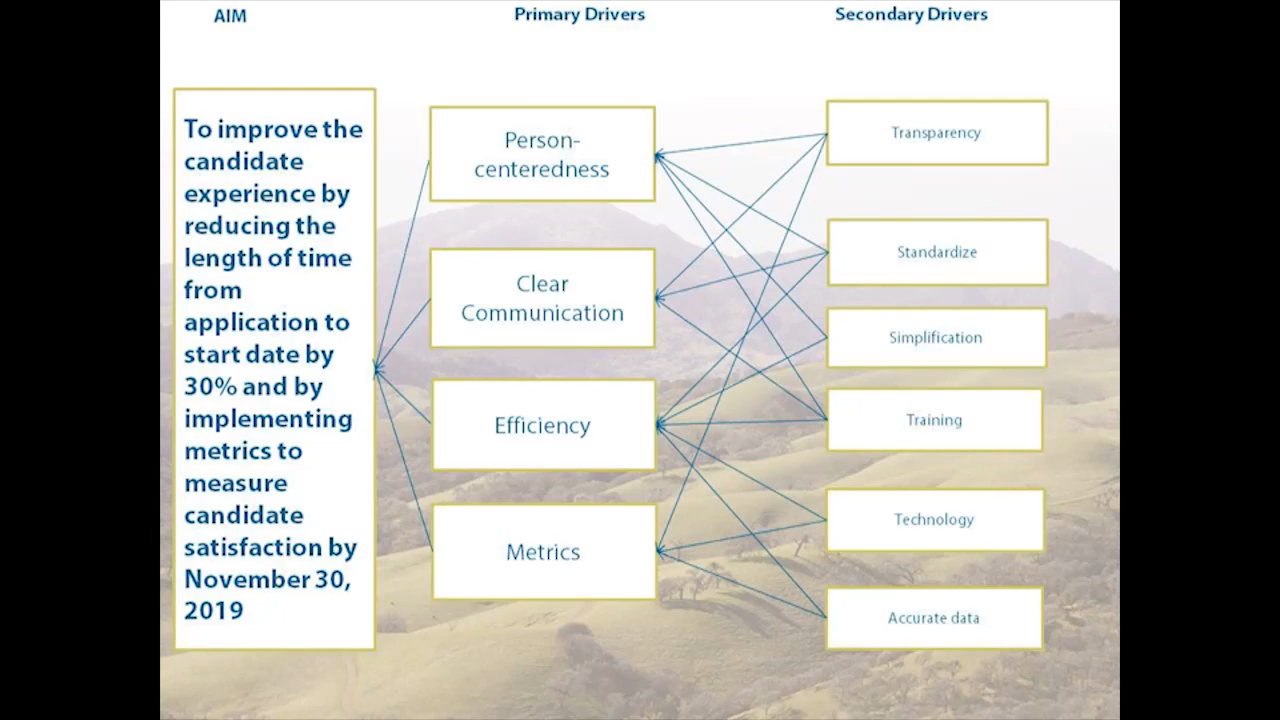 AIM
Primary Drivers
Secondary Drivers
To improve the
candidate
experience by
reducing the
length of time
from
application to
start date by
30% and by
implementing
metrics to
measure
candidate
satisfaction by
November 30,
2019
Person-
centeredness
Clear
Communication
Efficiency
Metrics
Transparency
Standardize
Simplification
Training
Technology
Accurate data